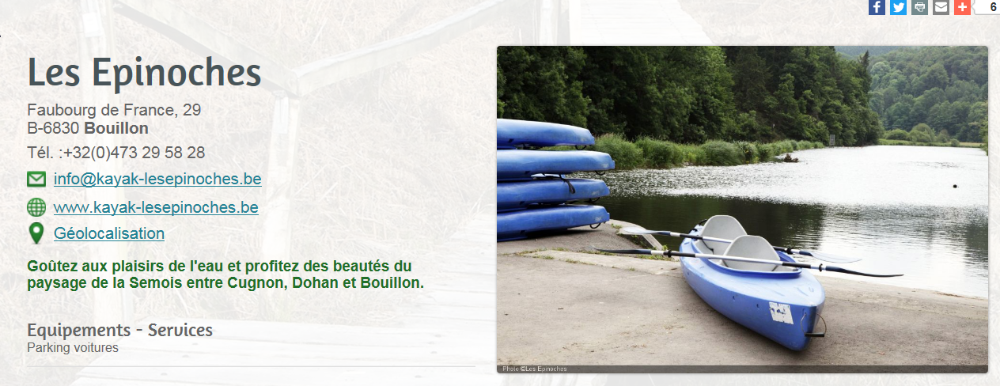 6
Les Epinoches
Faubourg de France, 29
B-6830 Bouillon
Tél. :+32(0)473 29 58 28
info@kayak-lesepinoches.be
www.kayak-lesepinoches.be
Géolocalisation
Goûtez aux plaisirs de l'eau et profitez des beautés du
paysage de la Semois entre Cugnon, Dohan et Bouillon.
Equipements - Services
Parking voitures
Photo ©Les Epinoches